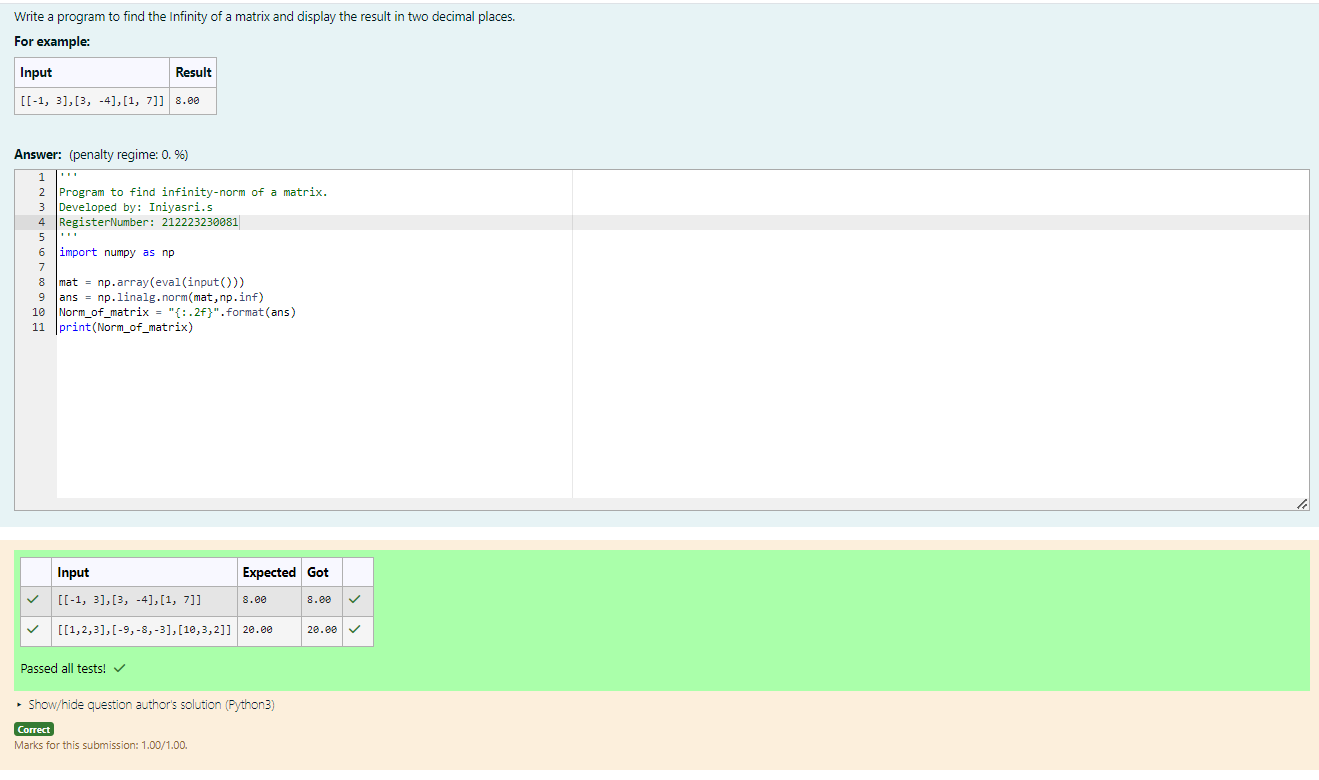 Write a program to find the Infinity of a matrix and display the result in two decimal places.
For example:
Input Result
[[-1, 3],[3, -4],[1, 7]] 8.00
Answer: (penalty regime: 0. %)
1 '''
2 Program to find infinity-norm of a matrix.
3 Developed by: Iniyasri.s
4 RegisterNumber: 212223230081
5 '''
6 import numpy as np
7
8 mat = np.array(eval(input()))
9 ans = np.linalg.norm(mat,np.inf)
10 Norm_of_matrix = "{:.2f}".format(ans)
11 print(Norm_of_matrix)
Input Expected Got
[[-1, 3],[3, -4],[1, 7]] 8.00 8.00
[[1,2,3],[-9,-8,-3],[10,3,2]] 20.00 20.00
Passed all tests!
Show/hide question author's solution (Python3)
Correct
Marks for this submission: 1.00/1.00.